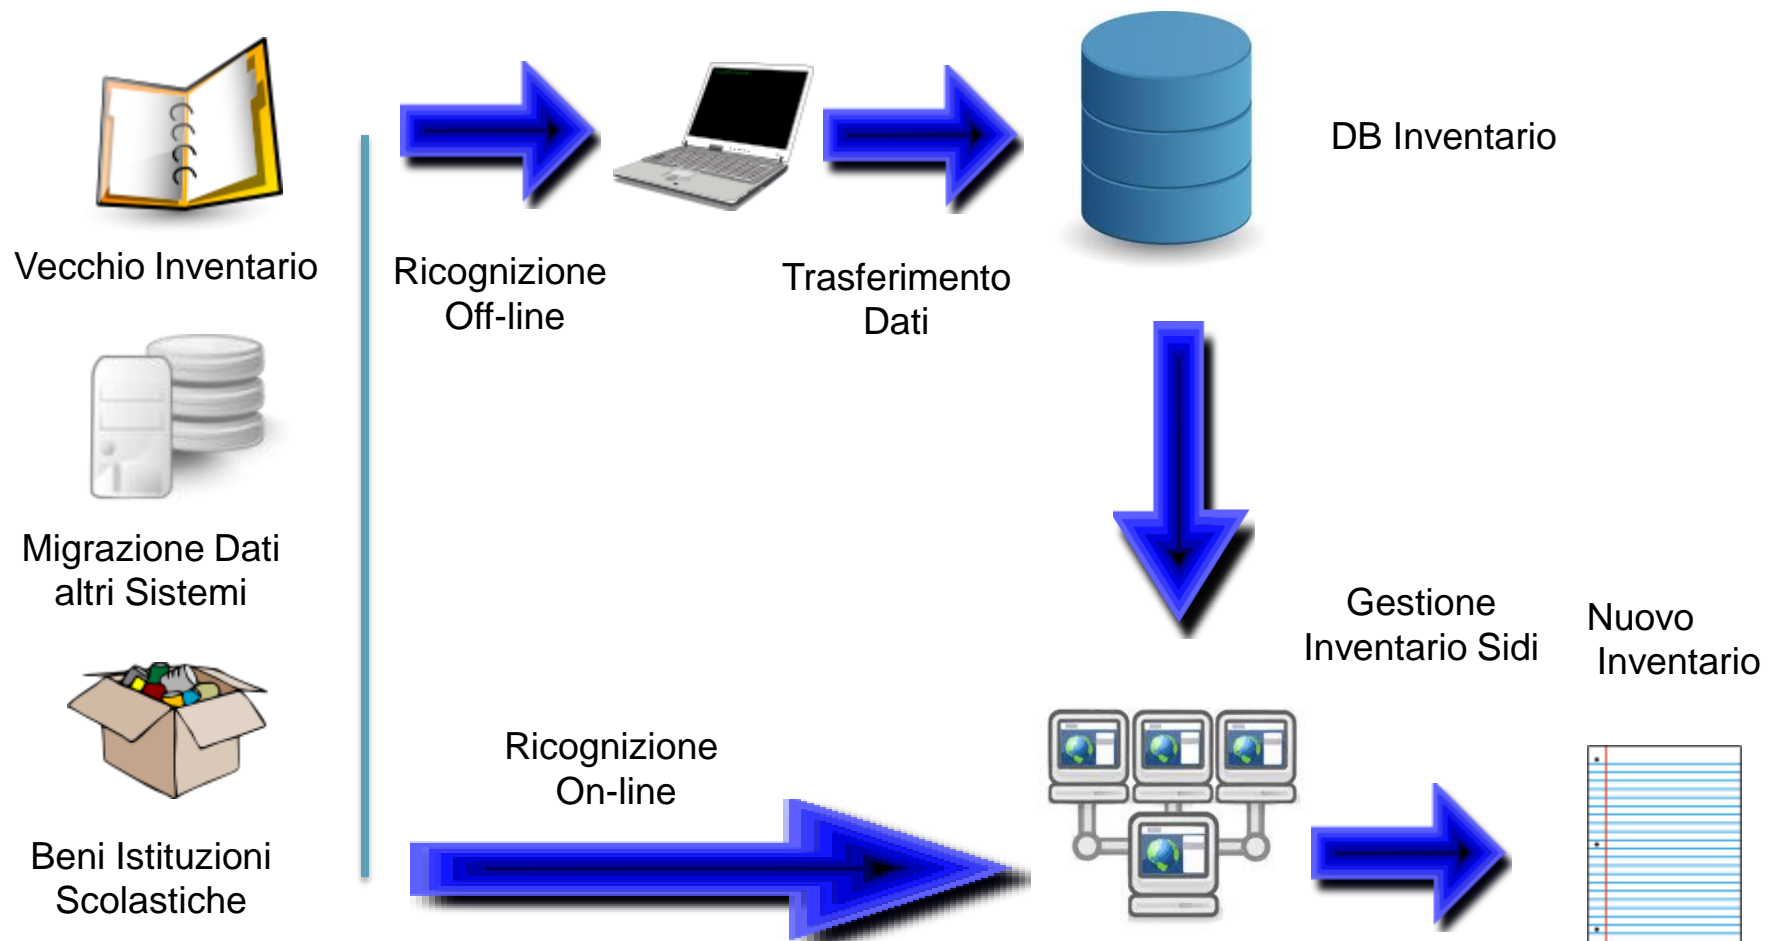 Vecchio Inventario
Migrazione Dati
altri Sistemi
Beni Istituzioni
Scolastiche
Ricognizione
Off-line
Trasferimento
Dati
DB Inventario
Ricognizione
On-line
Gestione
Inventario Sidi
Nuovo
Inventario